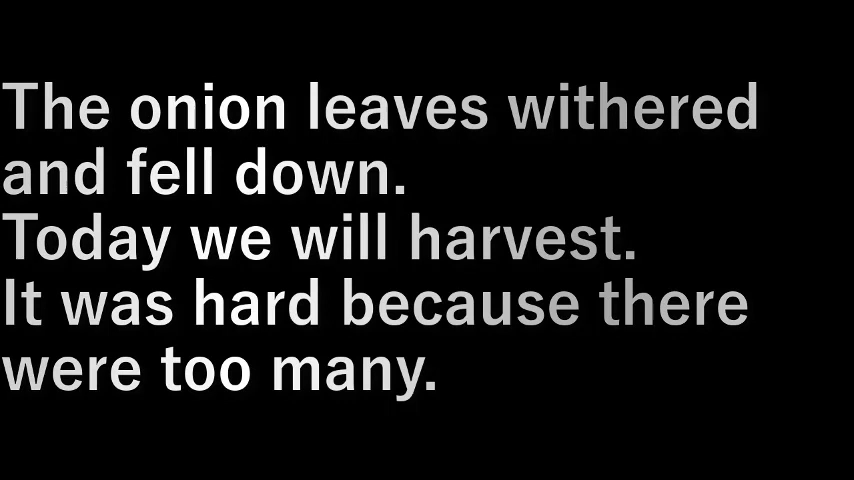 The onion leaves withered
and fell down.
Today we will harvest.
It was hard because there
were too many.